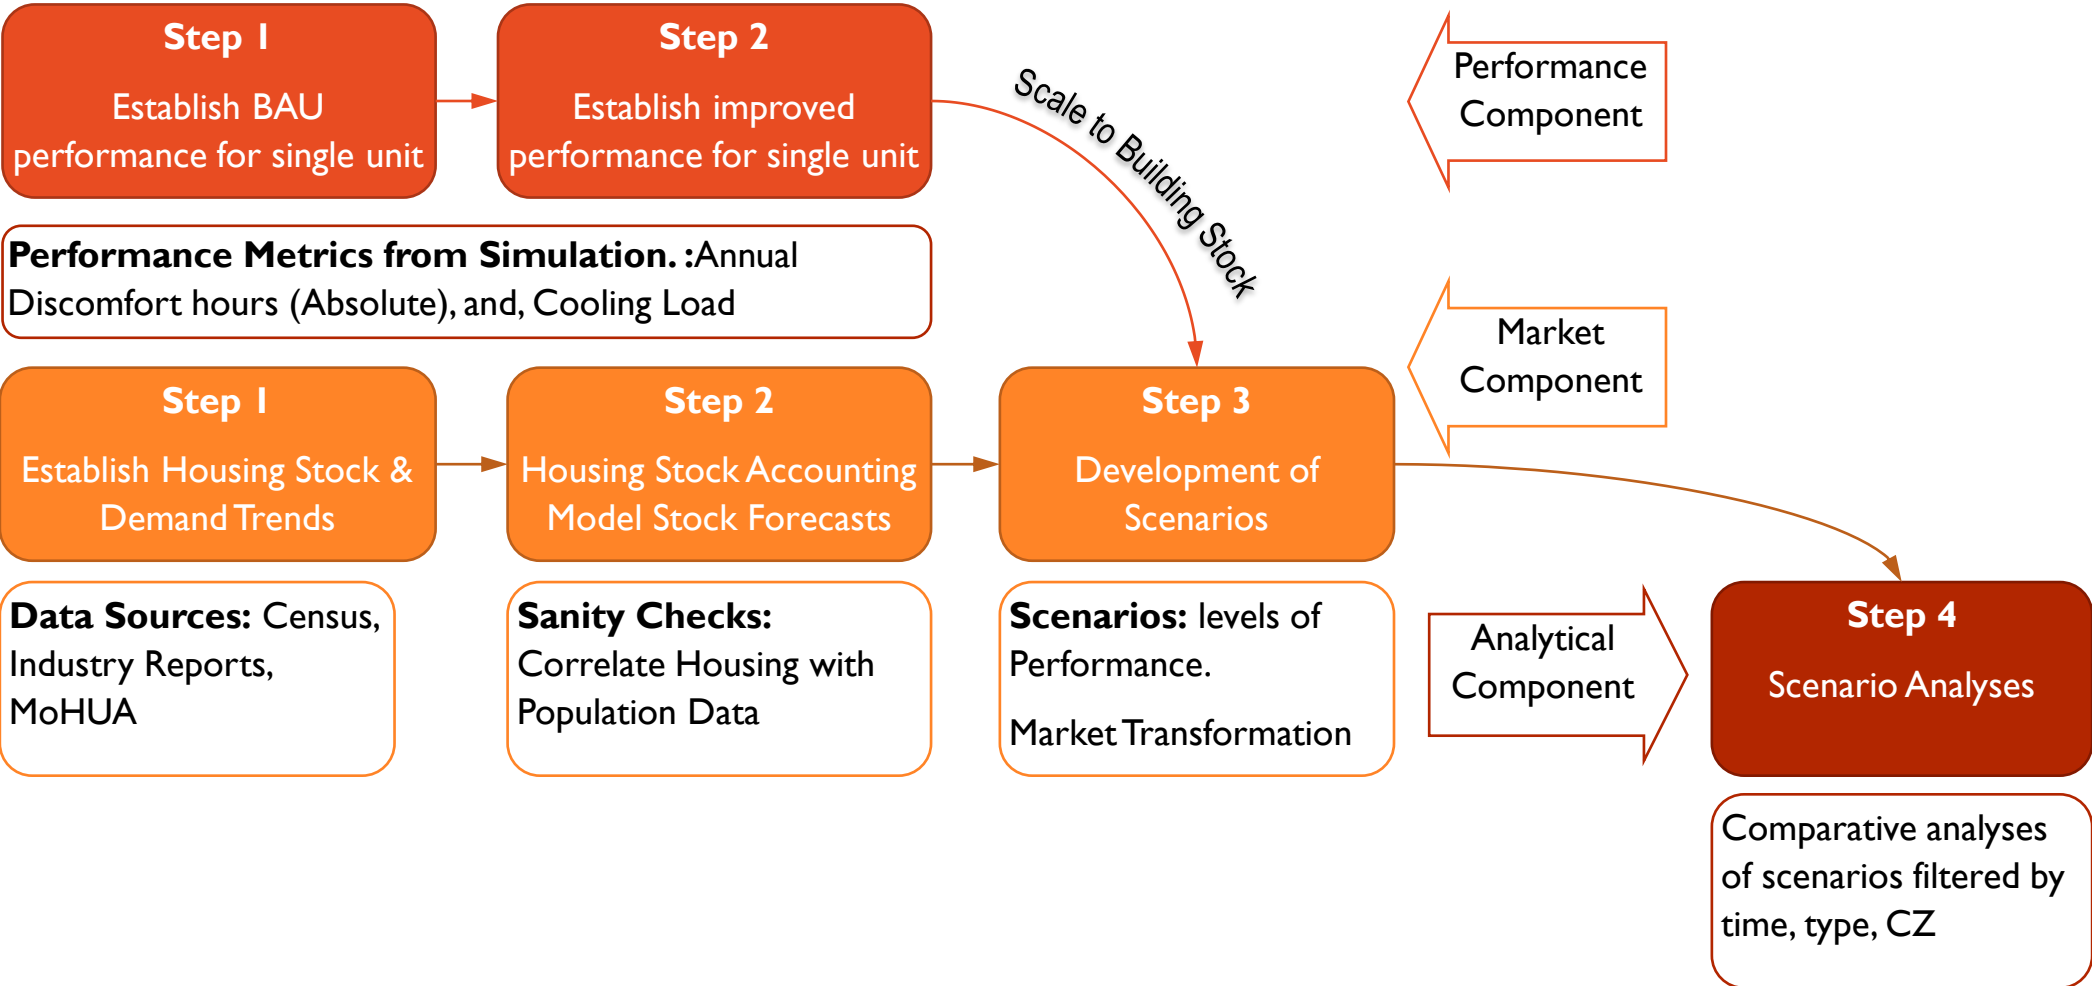 Step 1
Establish BAU
performance for single unit
Step 2
Establish improved
performance for single unit
Scale to Building Stock
Performance
Component
Performance Metrics from Simulation. :Annual
Discomfort hours (Absolute), and, Cooling Load
Market
Component
Step 1
Establish Housing Stock &
Demand Trends
Step 2
Housing Stock Accounting
Model Stock Forecasts
Step 3
Development of
Scenarios
Data Sources: Census,
Industry Reports,
MoHUA
Sanity Checks:
Correlate Housing with
Population Data
Scenarios: levels of
Performance.
Market Transformation
Analytical
Component
Step 4
Scenario Analyses
Comparative analyses
of scenarios filtered by
time, type, CZ